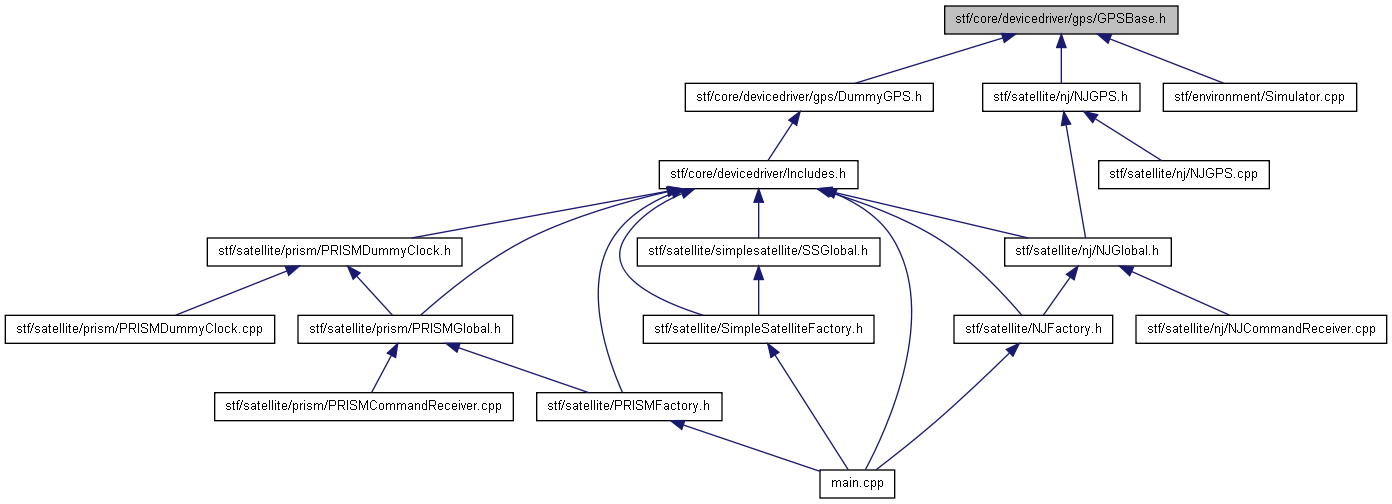 stf/core/devicedriver/gps/GPSBase.h
stf/core/devicedriver/gps/DummyGPS.h
stf/satellite/nj/NJGPS.h
stf/environment/Simulator.cpp
stf/core/devicedriver/Includes.h
stf/satellite/nj/NJGPS.cpp
stf/satellite/prism/PRISMDummyClock.h
stf/satellite/simplesatellite/SSGlobal.h
stf/satellite/nj/NJGlobal.h
stf/satellite/prism/PRISMDummyClock.cpp
stf/satellite/prism/PRISMGlobal.h
stf/satellite/SimpleSatelliteFactory.h
stf/satellite/NJFactory.h
stf/satellite/nj/NJCommandReceiver.cpp
stf/satellite/prism/PRISMCommandReceiver.cpp
stf/satellite/PRISMFactory.h
main.cpp